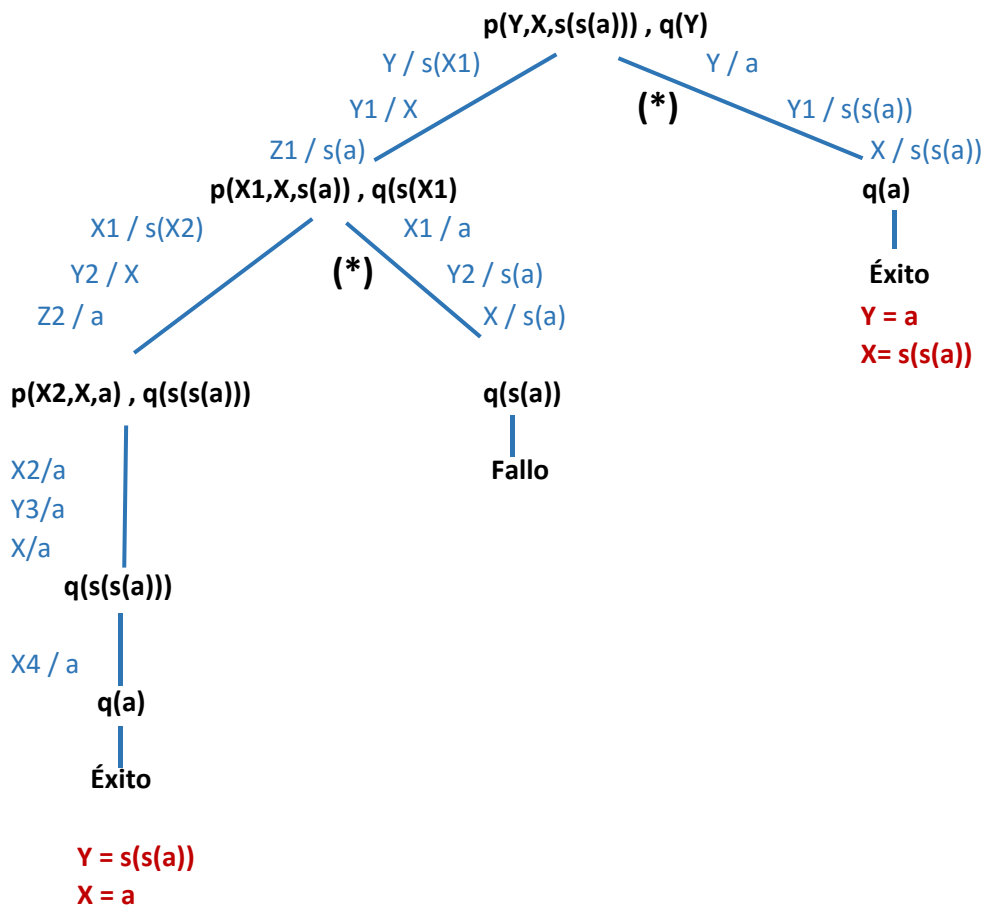 p(Y,X,s(s(a))) , q(Y)
Y / s(X1)
Y / a
Y1 / X
(*)
Y1 / s(s(a))
Z1 / s(a)
X / s(s(a))
p(X1,X,s(a)) , q(s(X1)
q(a)
X1 / s(X2)
X1 / a
Y2 / X
(*)
Y2 / s(a)
Éxito
Z2 / a
X / s(a)
Y = a
X= s(s(a))
p(X2,X,a) , q(s(s(a)))
q(s(a))
X2/a
Fallo
Y3/a
X/a
q(s(s(a)))
X4 / a
q(a)
Éxito
Y = s(s(a))
X = a